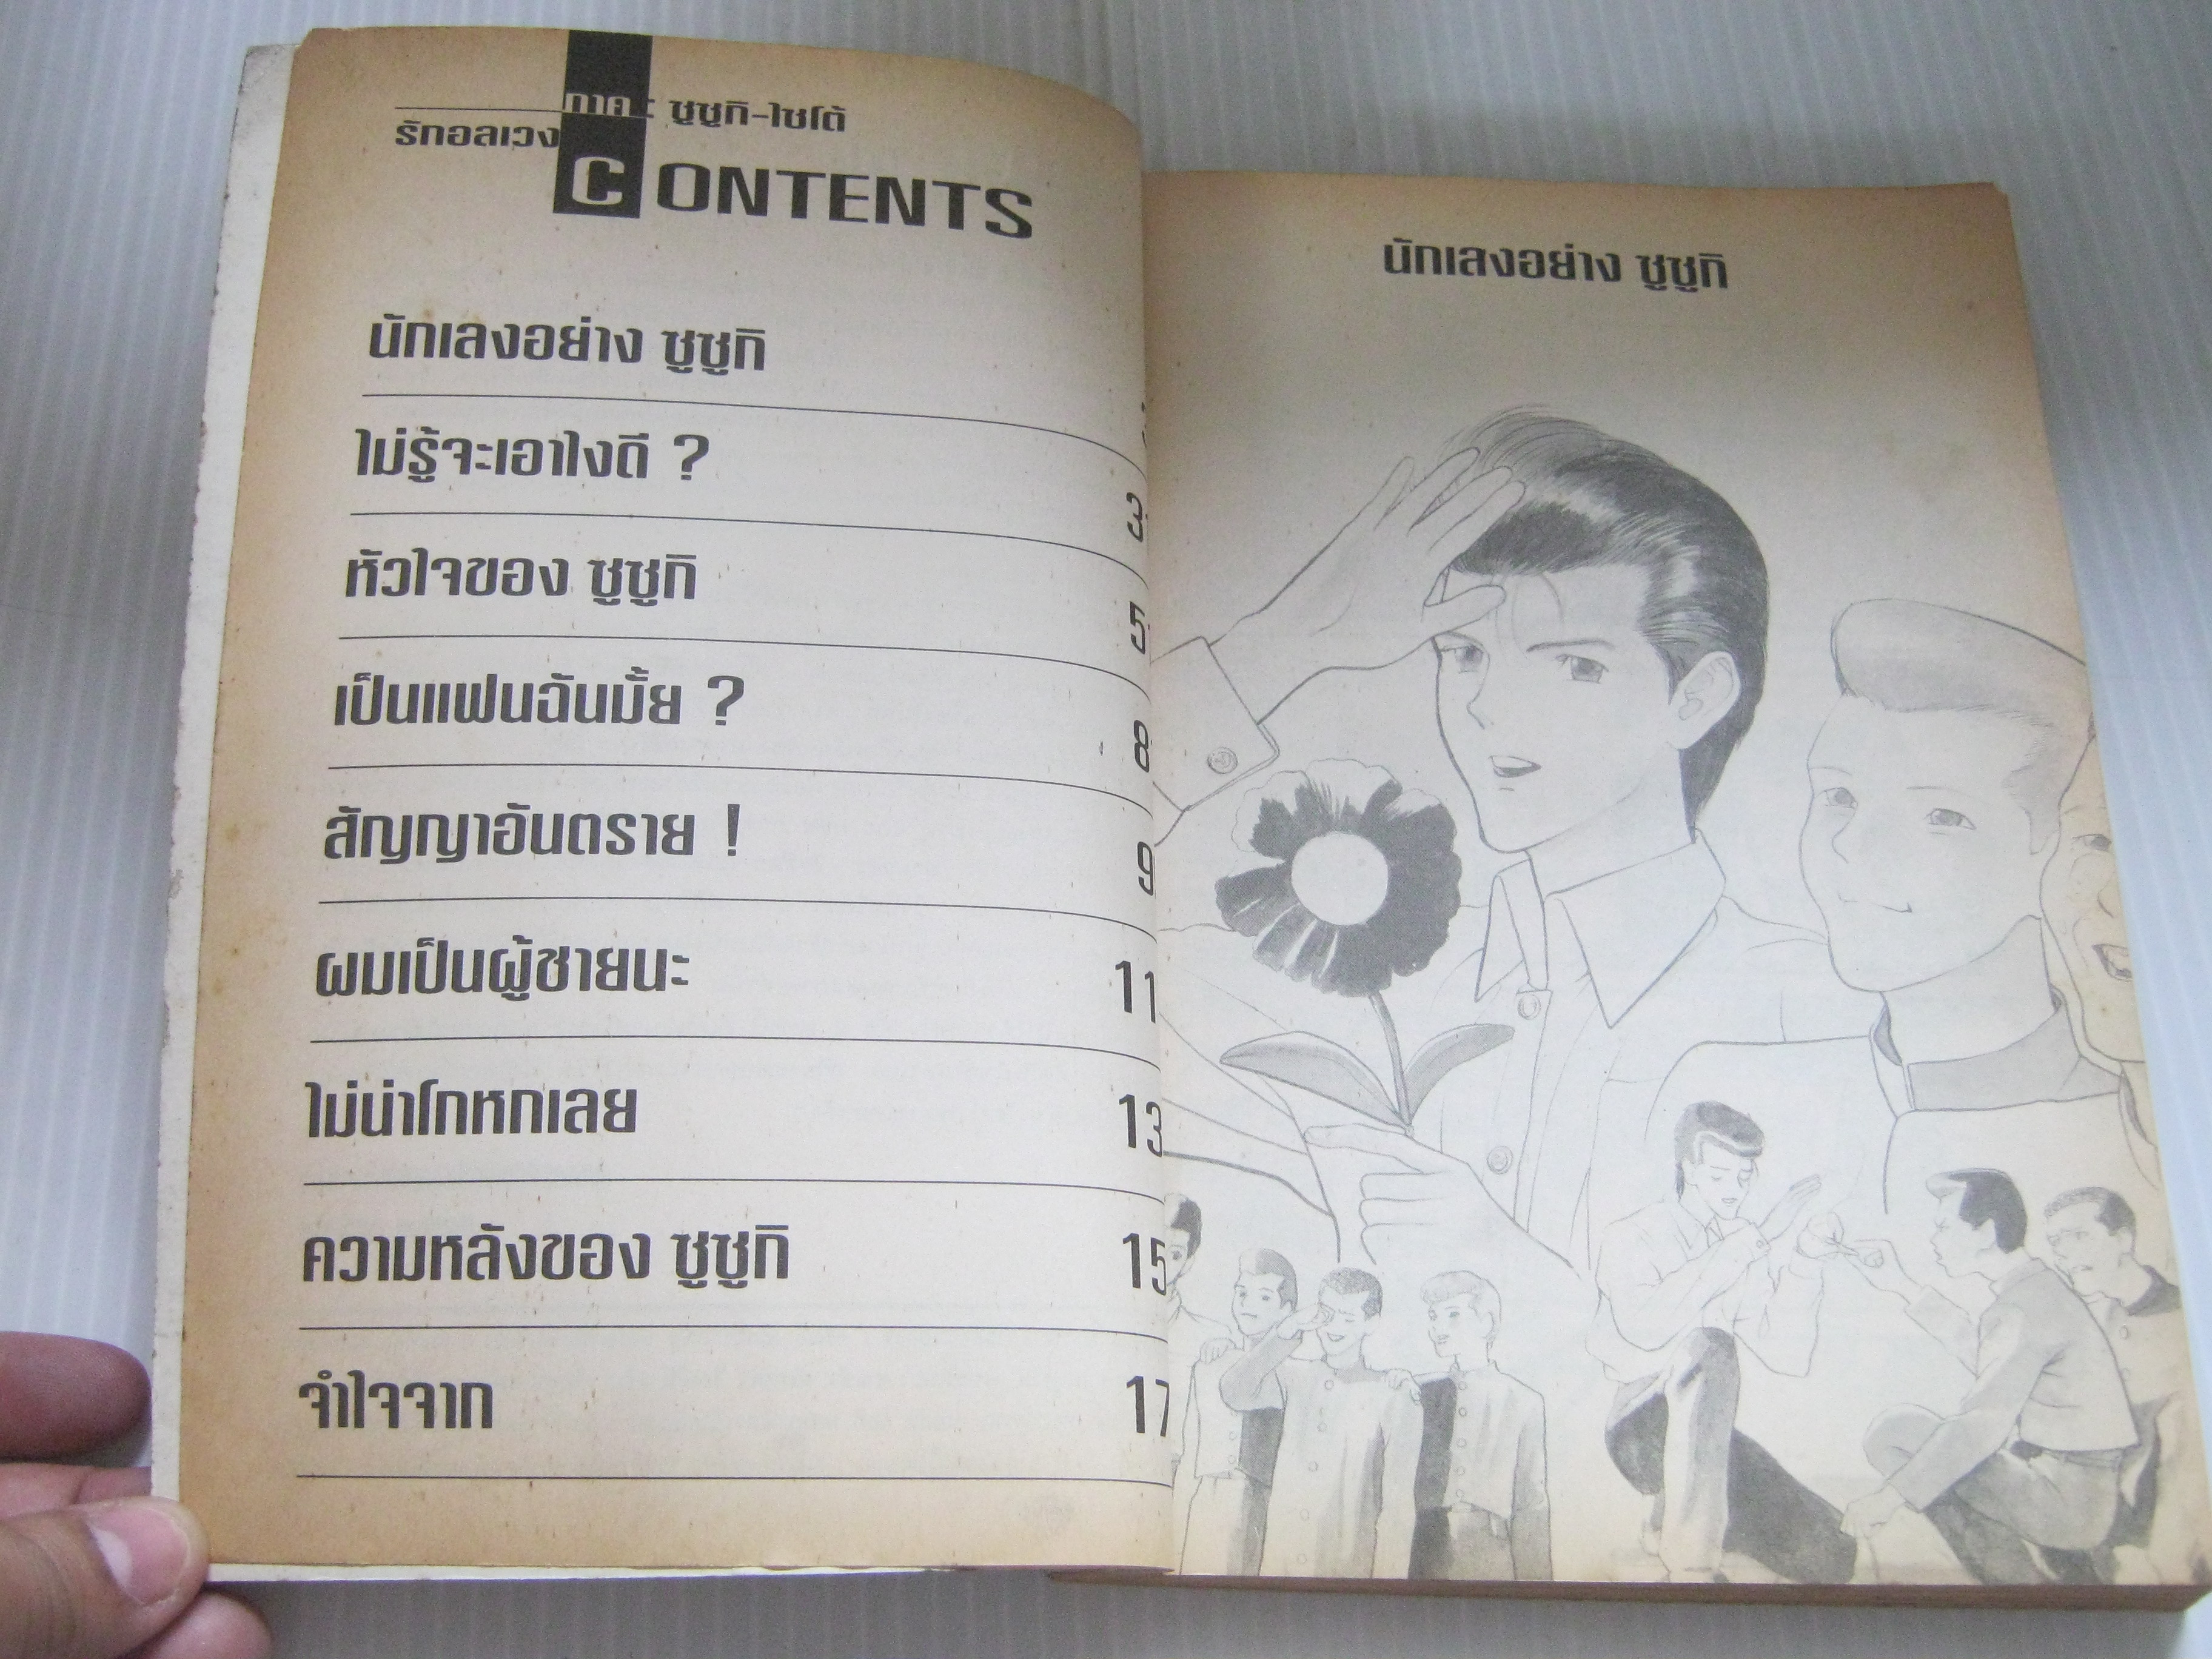 ภาค : ซูซูกิ-ไซโต้
รักอลเวง
CONTENTS
นักเลงอย่าง ซูซูกิ
ไม่รู้จะเอาไงดี ?
หัวใจของ ซูซูกิ
เป็นแฟนฉันมั้ย ?
สัญญาอันตราย !
ผมเป็นผู้ชายนะ
ไม่น่าโกหกเลย
ความหลังของ ซูซูกิ
จำใจจาก
นักเลงอย่าง ซูซูกิ